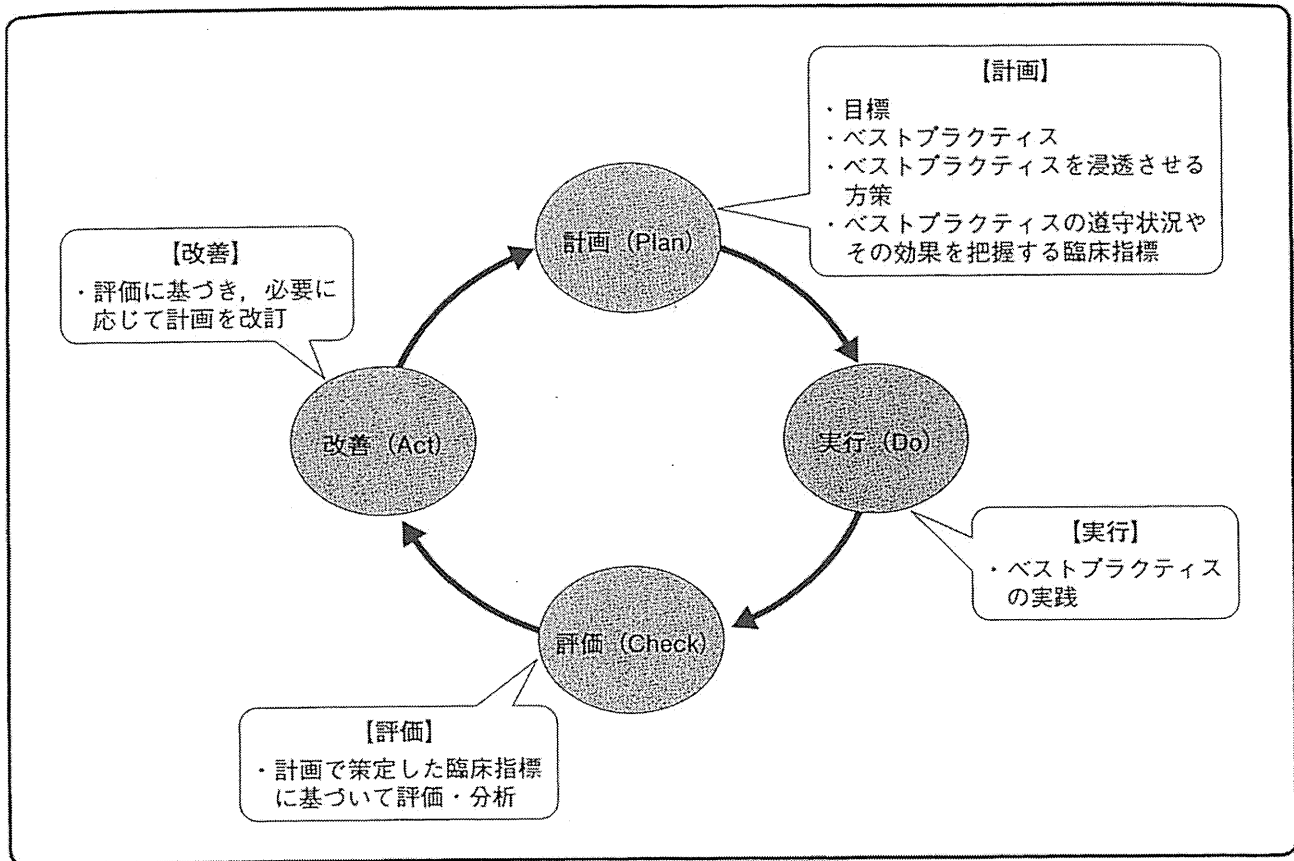 【計画】
・目標
・ベストプラクティス
・ベストプラクティスを浸透させる
方策
・ベストプラクティスの遵守状況や
その効果を把握する臨床指標
計画（Plan）
【改善】
・評価に基づき，必要に
応じて計画を改訂
改善（Act）
実行（Do）
【実行】
・ベストプラクティス
の実践
評価（Check）
【評価】
・計画で策定した臨床指標
に基づいて評価・分析